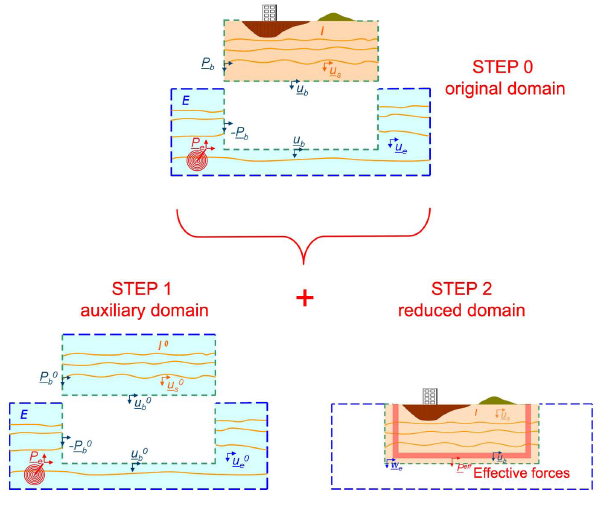 I
P_b
u_s
STEP 0
original domain
u_b
E
-P_b
P_e
u_b
u_e
STEP 1
auxiliary domain
+
STEP 2
reduced domain
I^0
P_b^0
u_s^0
u_b^0
E
-P_b^0
P_e
u_b^0
u_e^0
I
u_s
w_e
P^eff
u_b
Effective forces